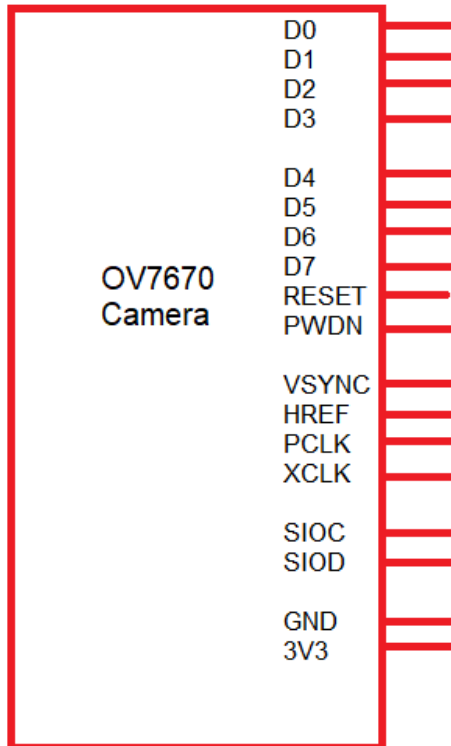 D0
D1
D2
D3
D4
D5
D6
D7
OV7670
Camera
RESET
PWDN
VSYNC
HREF
PCLK
XCLK
SIOC
SIOD
GND
3V3